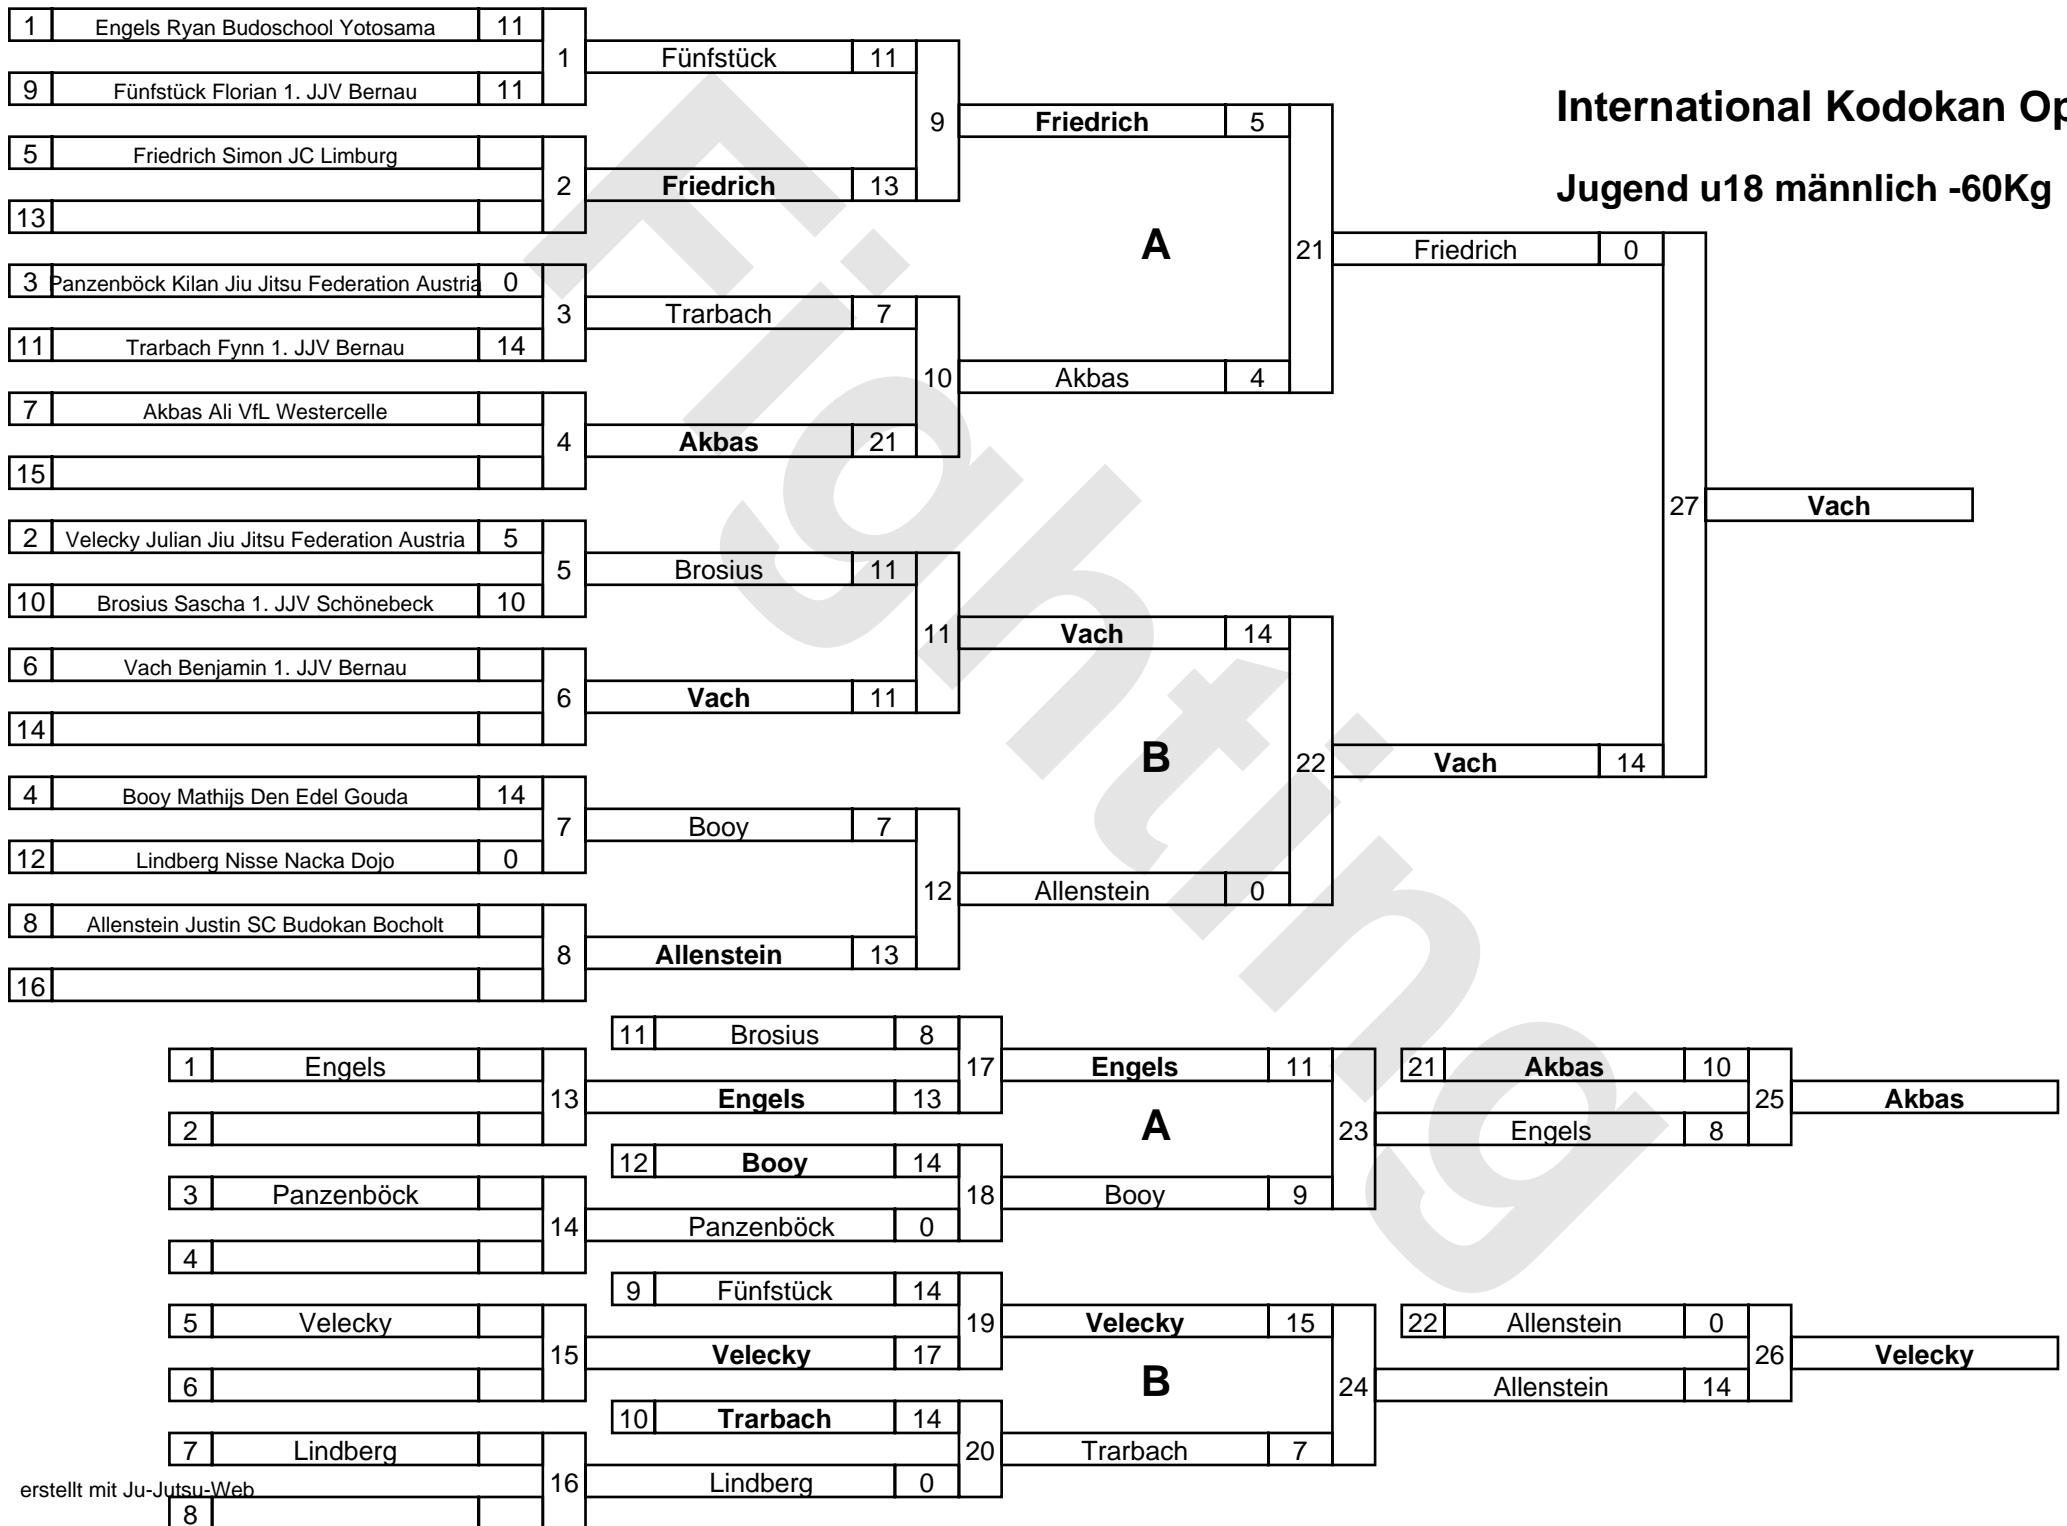 1 Engels Ryan Budoschool Yotosama 11
1 Fünfstück 11
9 Fünfstück Florian 1. JJV Bernau 11
International Kodokan Op
9 Friedrich 5
5 Friedrich Simon JC Limburg
2 Friedrich 13
Jugend u18 männlich -60Kg
13
A 21 Friedrich 0
3 Panzenböck Kilan Jiu Jitsu Federation Austria 0
3 Trarbach 7
11 Trarbach Fynn 1. JJV Bernau 14
10 Akbas 4
7 Akbas Ali VfL Westercelle
4 Akbas 21
15
27 Vach
2 Velecky Julian Jiu Jitsu Federation Austria 5
5 Brosius 11
10 Brosius Sascha 1. JJV Schönebeck 10
11 Vach 14
6 Vach Benjamin 1. JJV Bernau
6 Vach 11
14
B 22 Vach 14
4 Booy Mathijs Den Edel Gouda 14
7 Booy 7
12 Lindberg Nisse Nacka Dojo 0
12 Allenstein 0
8 Allenstein Justin SC Budokan Bocholt
8 Allenstein 13
16
11 Brosius 8
1 Engels 17 Engels 11 21 Akbas 10
13 Engels 13 25 Akbas
2 A 23 Engels 8
12 Booy 14
3 Panzenböck 18 Booy 9
14 Panzenböck 0
4
9 Fünfstück 14
5 Velecky 19 Velecky 15 22 Allenstein 0
15 Velecky 17 26 Velecky
6 B 24 Allenstein 14
10 Trarbach 14
7 Lindberg 20 Trarbach 7
16 Lindberg 0
erstellt mit Ju-Jutsu-Web
8
Fighting